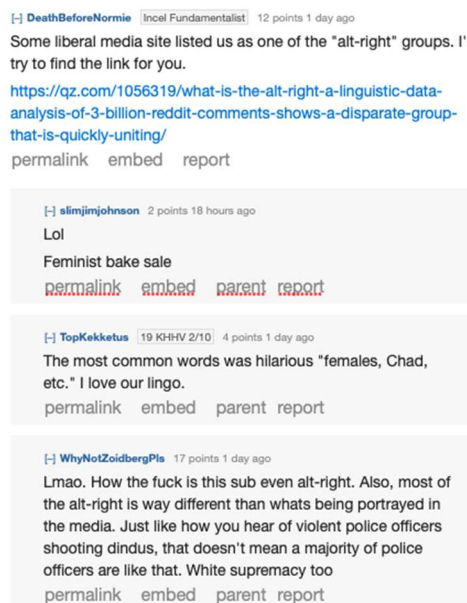 [-] DeathBeforeNormie Incel Fundamentalist 12 points 1 day ago
Some liberal media site listed us as one of the "alt-right" groups. I'
try to find the link for you.
https://qz.com/1056319/what-is-the-alt-right-a-linguistic-data-
analysis-of-3-billion-reddit-comments-shows-a-disparate-group-
that-is-quickly-uniting/
permalink embed report
[-] slimjimjohnson 2 points 18 hours ago
Lol
Feminist bake sale
permalink embed parent report
[-] TopKekketus 19 KHHV 2/10 4 points 1 day ago
The most common words was hilarious "females, Chad,
etc." I love our lingo.
permalink embed parent report
[-] WhyNotZoidbergPls 17 points 1 day ago
Lmao. How the fuck is this sub even alt-right. Also, most of
the alt-right is way different than whats being portrayed in
the media. Just like how you hear of violent police officers
shooting dindus, that doesn't mean a majority of police
officers are like that. White supremacy too
permalink embed parent report